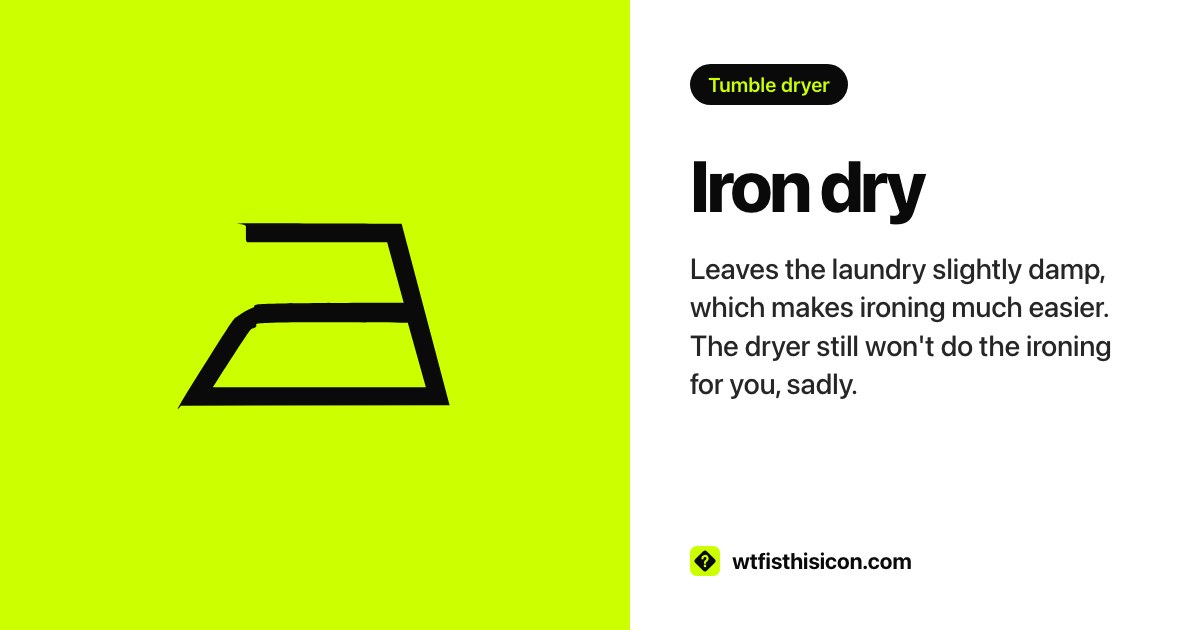 Tumble dryer
Iron dry
Leaves the laundry slightly damp,
which makes ironing much easier.
The dryer still won't do the ironing
for you, sadly.
?
wtfisthisicon.com